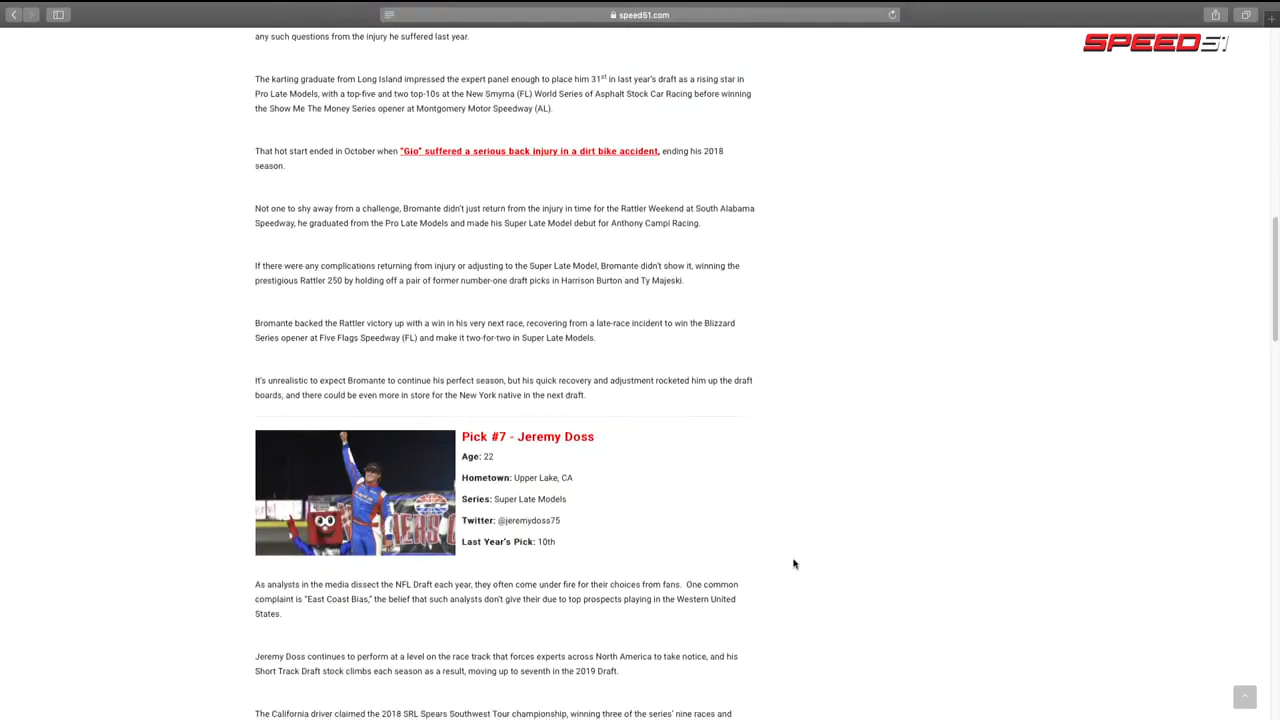 speed51.com
SPEED51
any such questions from the injury he suffered last year.
The karting graduate from Long Island impressed the expert panel enough to place him 31st in last year's draft as a rising star in
Pro Late Models, with a top-five and two top-10s at the New Smyrna (FL) World Series of Asphalt Stock Car Racing before winning
the Show Me The Money Series opener at Montgomery Motor Speedway (AL).
That hot start ended in October when "Gio" suffered a serious back injury in a dirt bike accident, ending his 2018
season.
Not one to shy away from a challenge, Bromante didn't just return from the injury in time for the Rattler Weekend at South Alabama
Speedway, he graduated from the Pro Late Models and made his Super Late Model debut for Anthony Campi Racing.
If there were any complications returning from injury or adjusting to the Super Late Model, Bromante didn't show it, winning the
prestigious Rattler 250 by holding off a pair of former number-one draft picks in Harrison Burton and Ty Majeski.
Bromante backed the Rattler victory up with a win in his very next race, recovering from a late-race incident to win the Blizzard
Series opener at Five Flags Speedway (FL) and make it two-for-two in Super Late Models.
It's unrealistic to expect Bromante to continue his perfect season, but his quick recovery and adjustment rocketed him up the draft
boards, and there could be even more in store for the New York native in the next draft.
Pick #7 - Jeremy Doss
Age: 22
Hometown: Upper Lake, CA
Series: Super Late Models
Twitter: @jeremydoss75
Last Year's Pick: 10th
As analysts in the media dissect the NFL Draft each year, they often come under fire for their choices from fans. One common
complaint is "East Coast Bias," the belief that such analysts don't give their due to top prospects playing in the Western United
States.
Jeremy Doss continues to perform at a level on the race track that forces experts across North America to take notice, and his
Short Track Draft stock climbs each season as a result, moving up to seventh in the 2019 Draft.
The California driver claimed the 2018 SRL Spears Southwest Tour championship, winning three of the series' nine races and